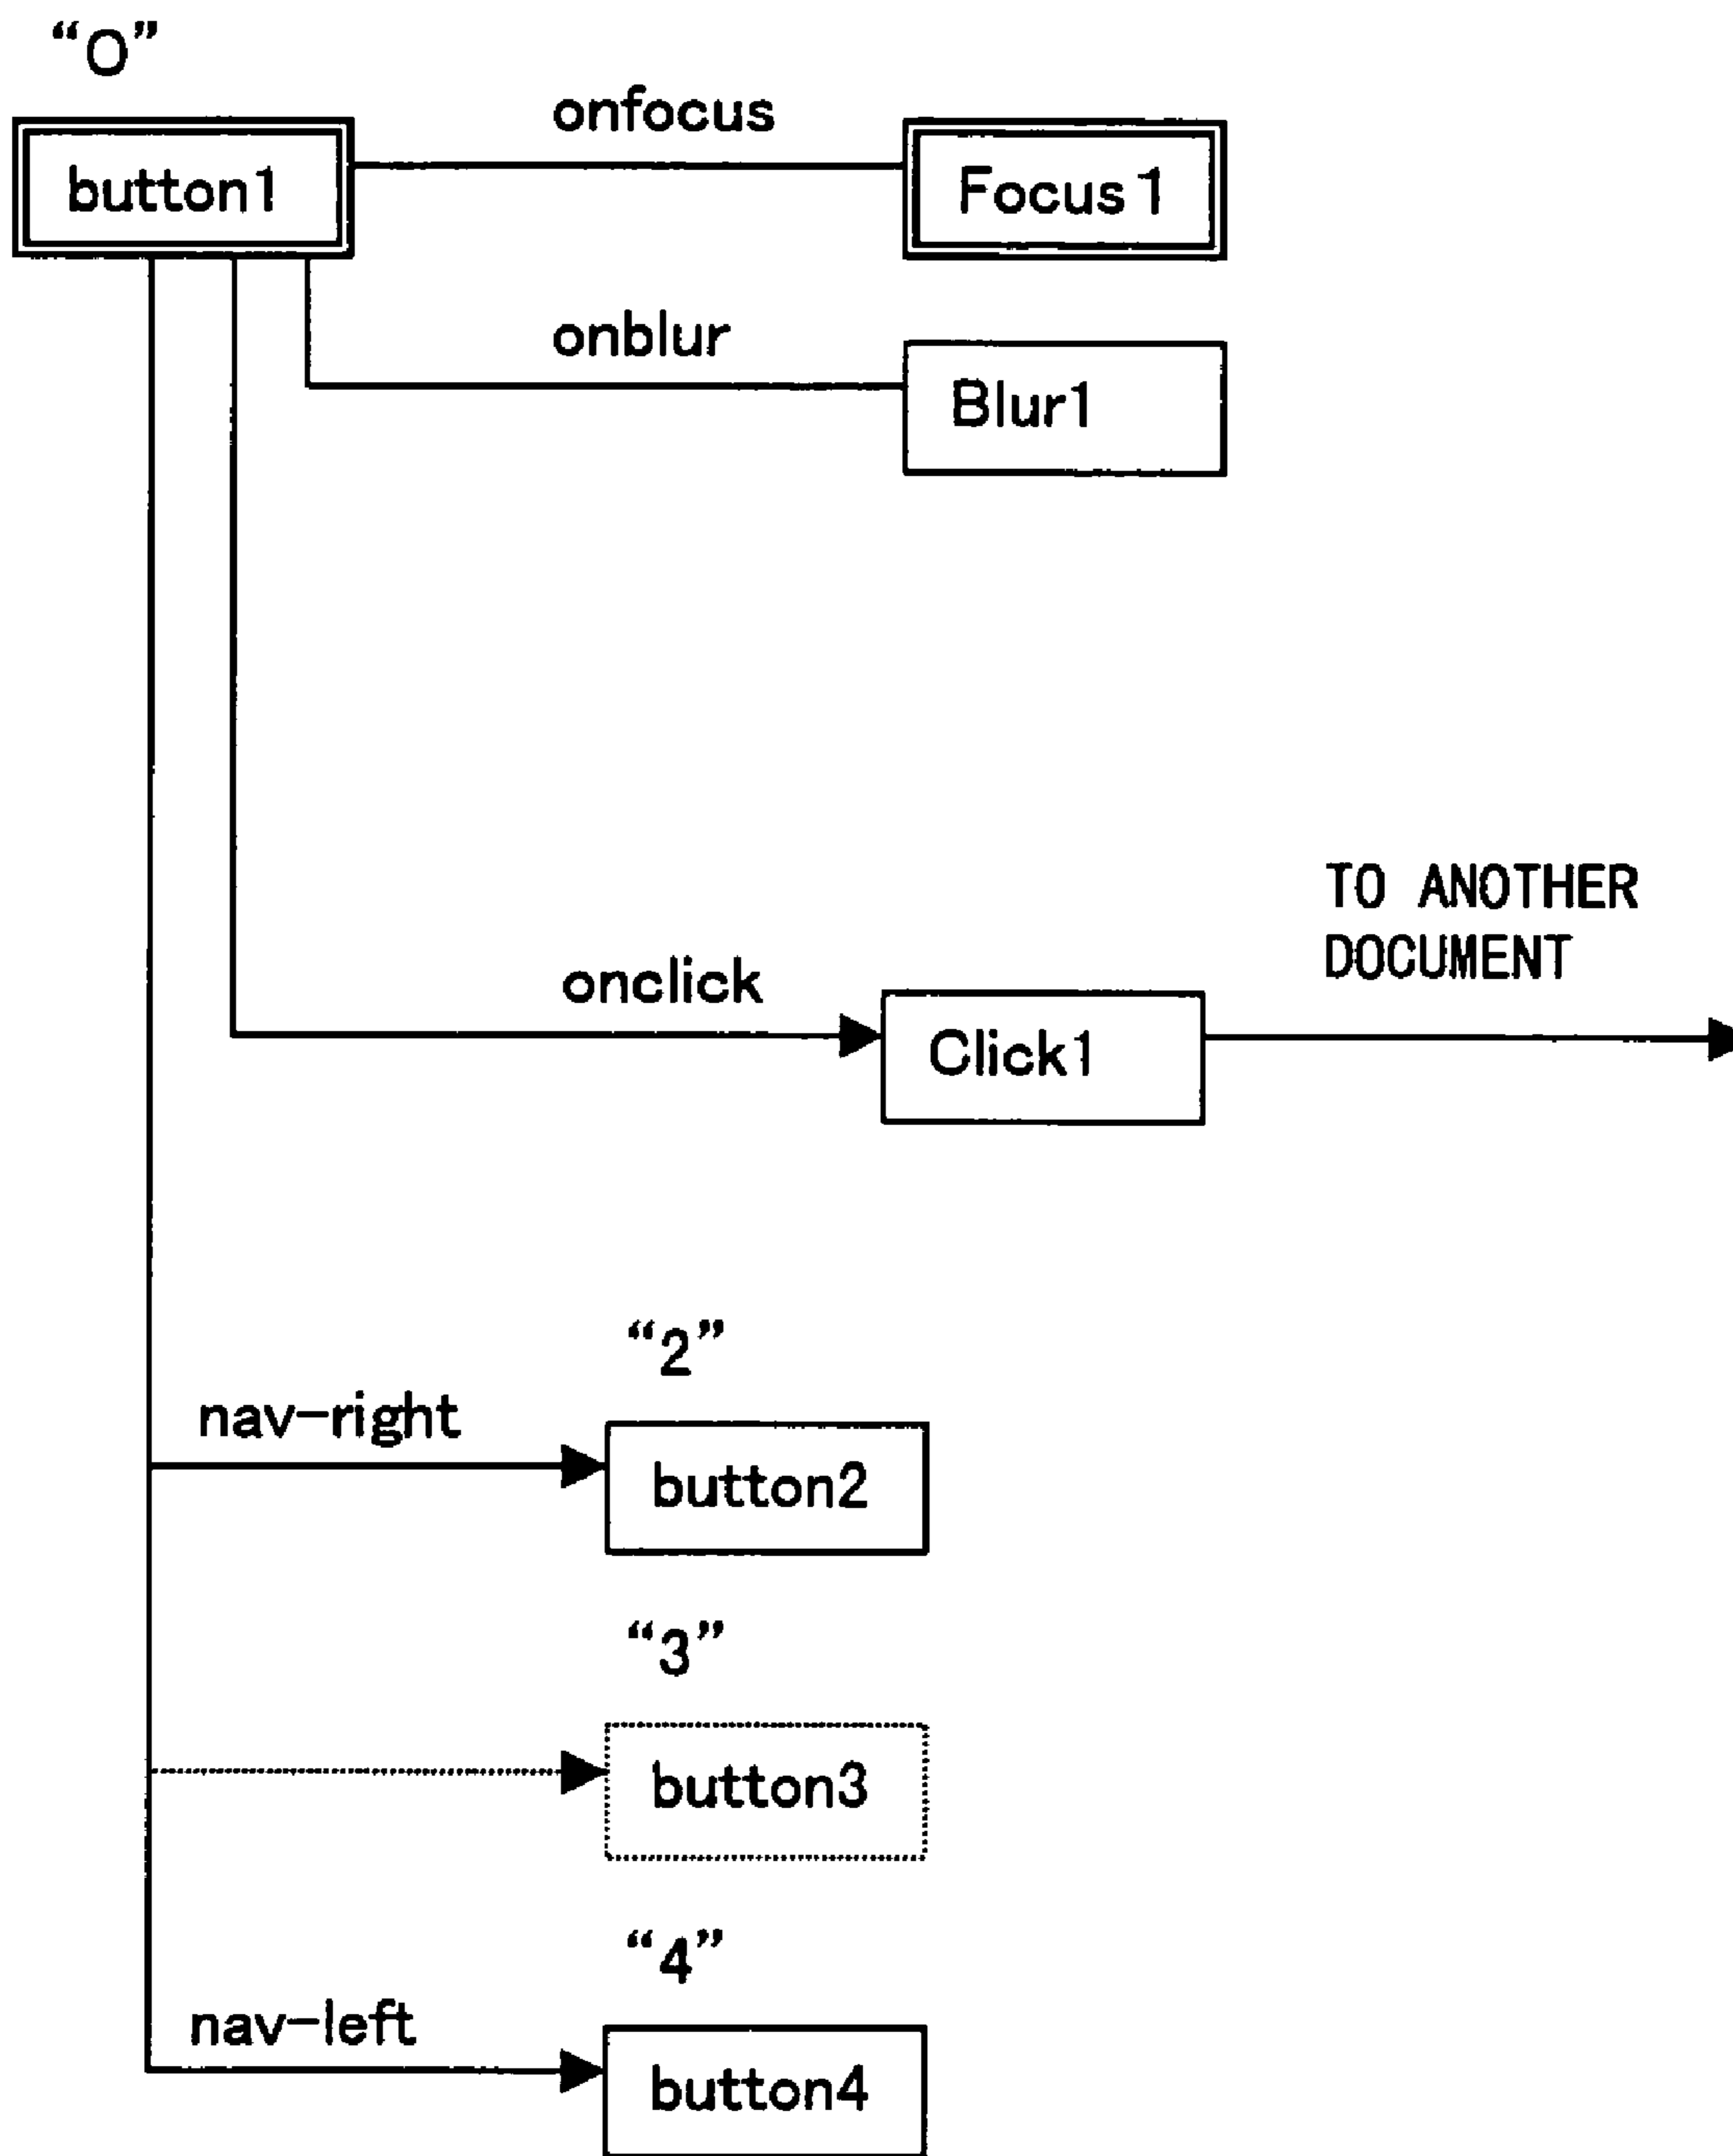 “0”
button1
onfocus
Focus1
onblur
Blur1
TO ANOTHER
DOCUMENT
onclick
Click1
“2”
nav-right
button2
“3”
button3
“4”
nav-left
button4